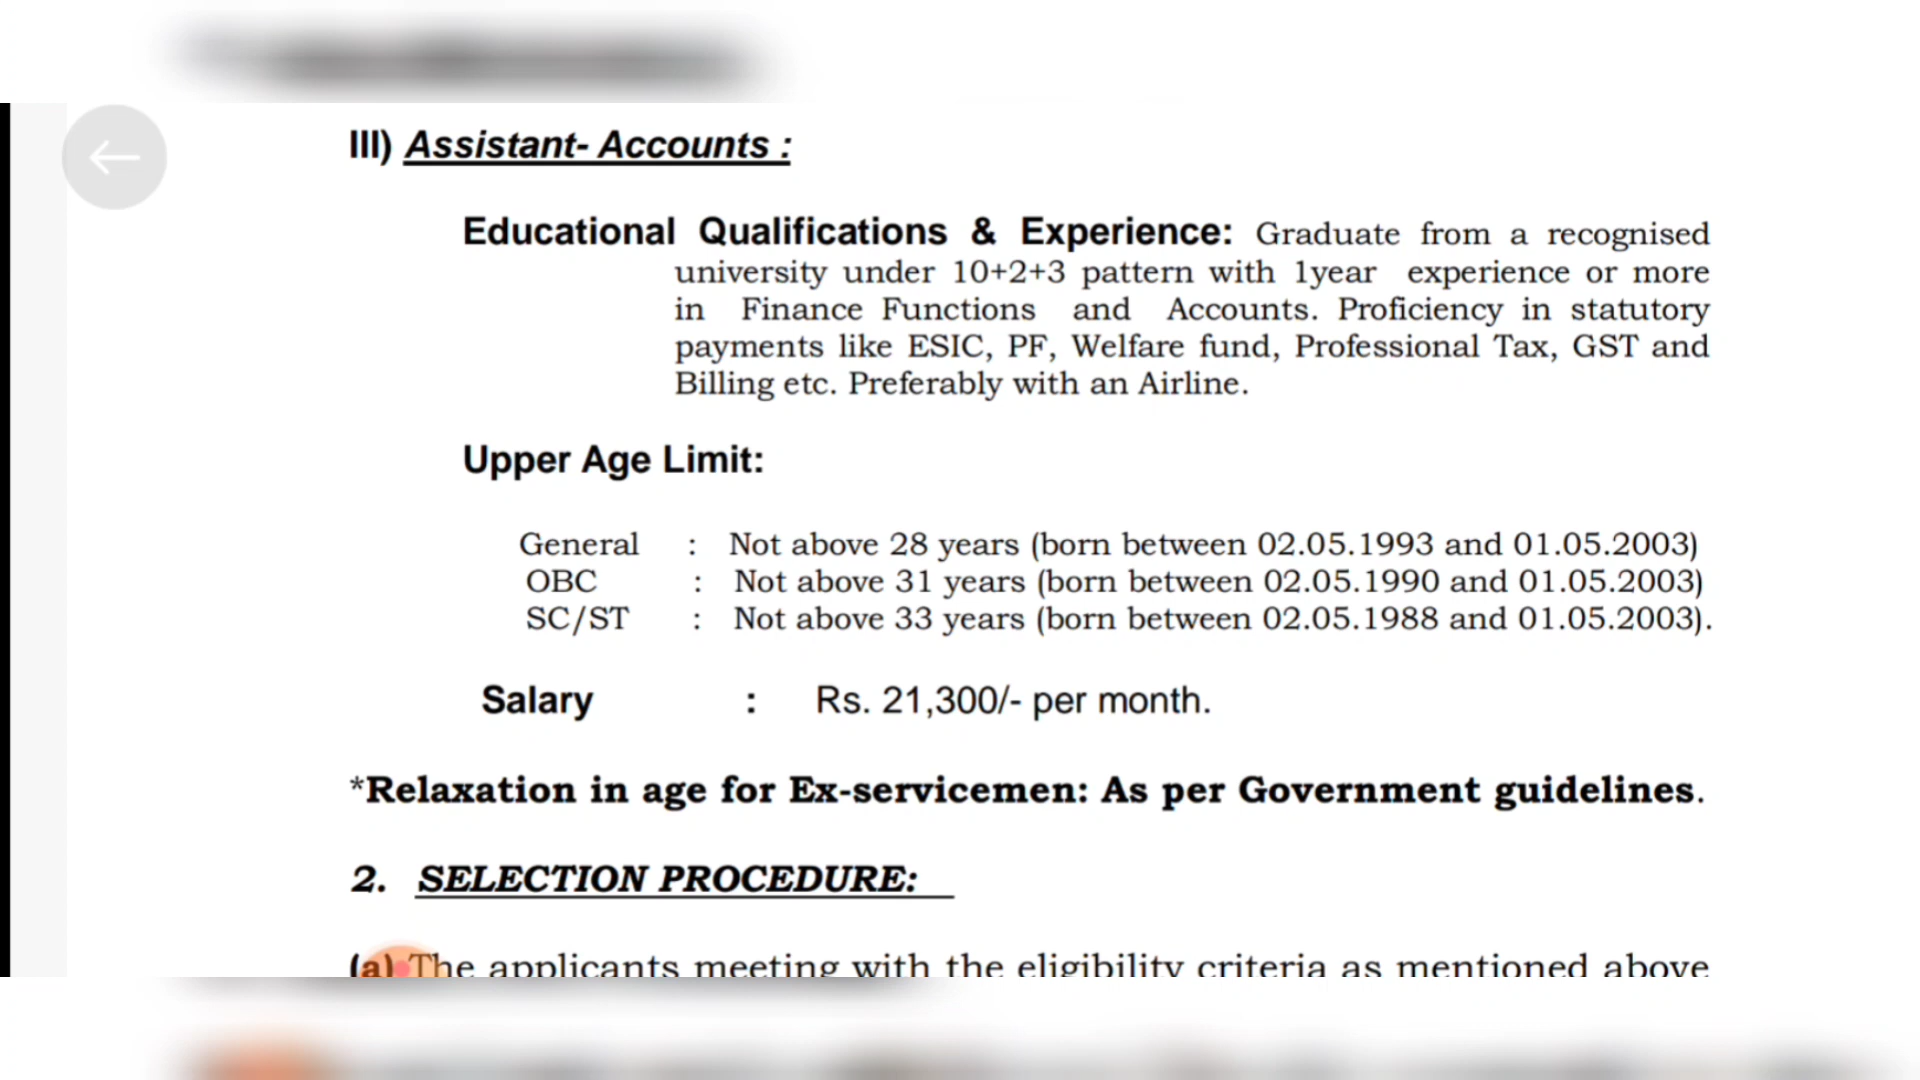 III) Assistant- Accounts :
Educational Qualifications & Experience: Graduate from a recognised
university under 10+2+3 pattern with 1year experience or more
in Finance Functions and Accounts. Proficiency in statutory
payments like ESIC, PF, Welfare fund, Professional Tax, GST and
Billing etc. Preferably with an Airline.
Upper Age Limit:
General : Not above 28 years (born between 02.05.1993 and 01.05.2003)
OBC : Not above 31 years (born between 02.05.1990 and 01.05.2003)
SC/ST : Not above 33 years (born between 02.05.1988 and 01.05.2003).
Salary : Rs. 21,300/- per month.
*Relaxation in age for Ex-servicemen: As per Government guidelines.
2. SELECTION PROCEDURE:
(a) The applicants meeting with the eligibility criteria as mentioned above